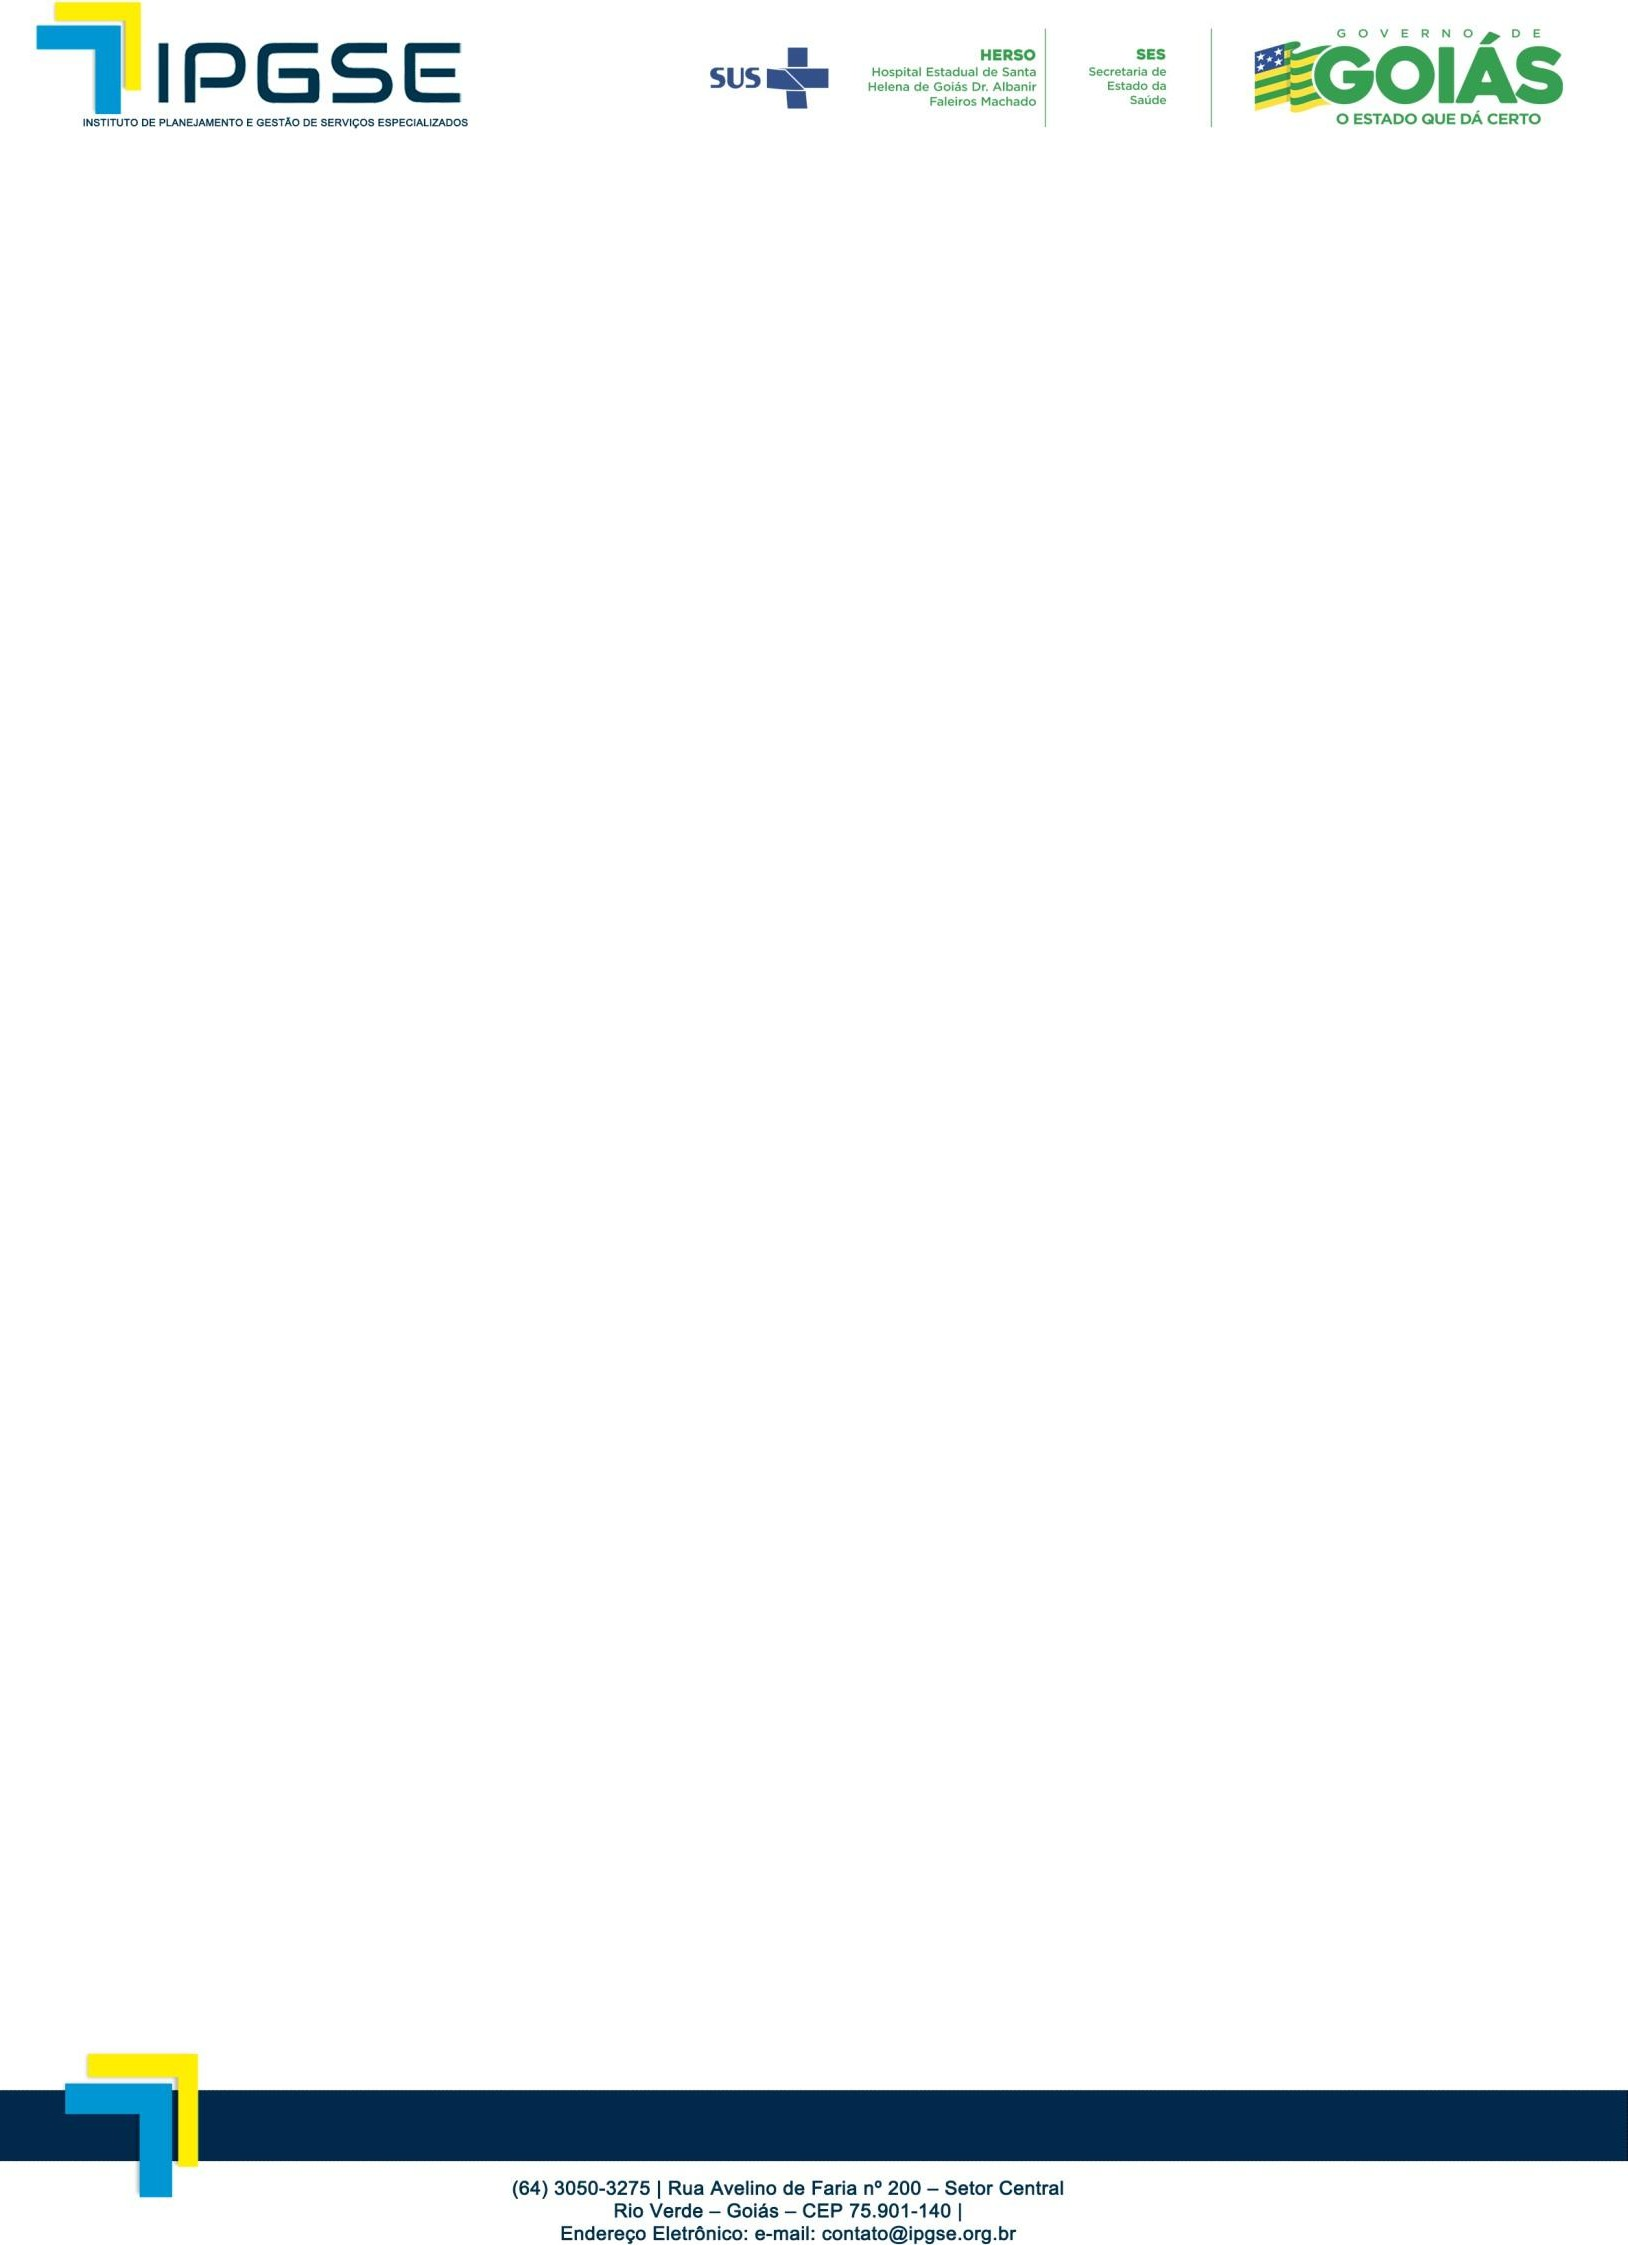 IPGSE
INSTITUTO DE PLANEJAMENTO E GESTÃO DE SERVIÇOS ESPECIALIZADOS
SUS
HERSO
Hospital Estadual de Santa
Helena de Goiás Dr. Albanir
Faleiros Machado
SES
Secretaria de
Estado da
Saúde
GOVERNO DE
GOIÁS
O ESTADO QUE DÁ CERTO
(64) 3050-3275 | Rua Avelino de Faria nº 200 – Setor Central
Rio Verde – Goiás – CEP 75.901-140 |
Endereço Eletrônico: e-mail: contato@ipgse.org.br